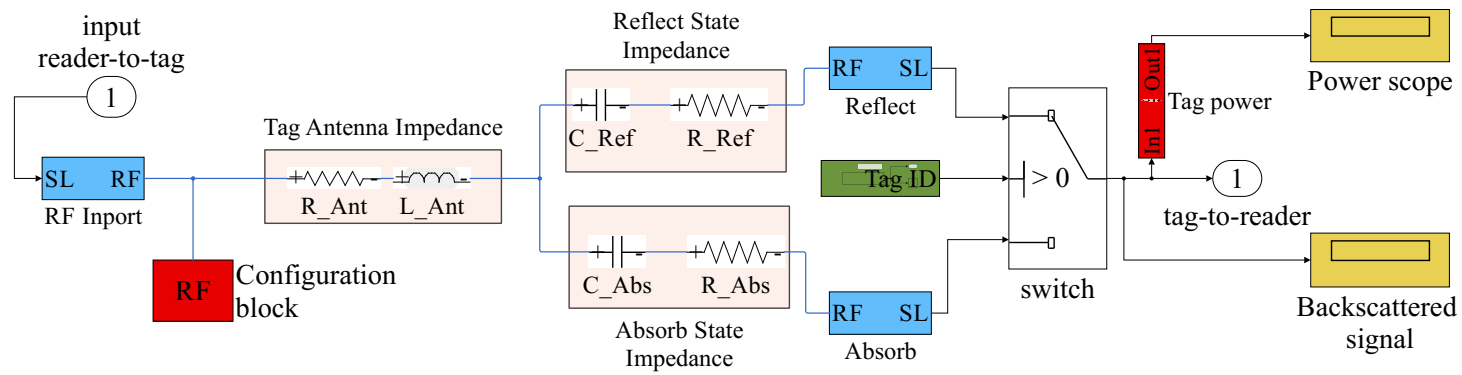 input
reader-to-tag
1
SL RF
RF Inport
RF
Configuration
block
Tag Antenna Impedance
R_Ant
L_Ant
Reflect State
Impedance
C_Ref
R_Ref
C_Abs
R_Abs
Absorb State
Impedance
RF SL
Reflect
Tag ID
RF SL
Absorb
> 0
switch
In1 Out1
Tag power
Power scope
1
tag-to-reader
Backscattered
signal